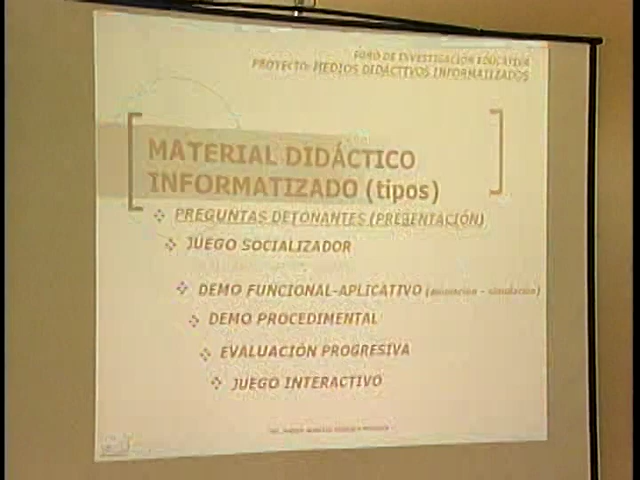 FORO DE INVESTIGACIÓN EDUCATIVA
PROYECTO: MEDIOS DIDÁCTIVOS INFORMATIZADOS
MATERIAL DIDÁCTICO
INFORMATIZADO (tipos)
PREGUNTAS DETONANTES (PRESENTACIÓN)
JUEGO SOCIALIZADOR
DEMO FUNCIONAL-APLICATIVO (animación - simulación)
DEMO PROCEDIMENTAL
EVALUACIÓN PROGRESIVA
JUEGO INTERACTIVO